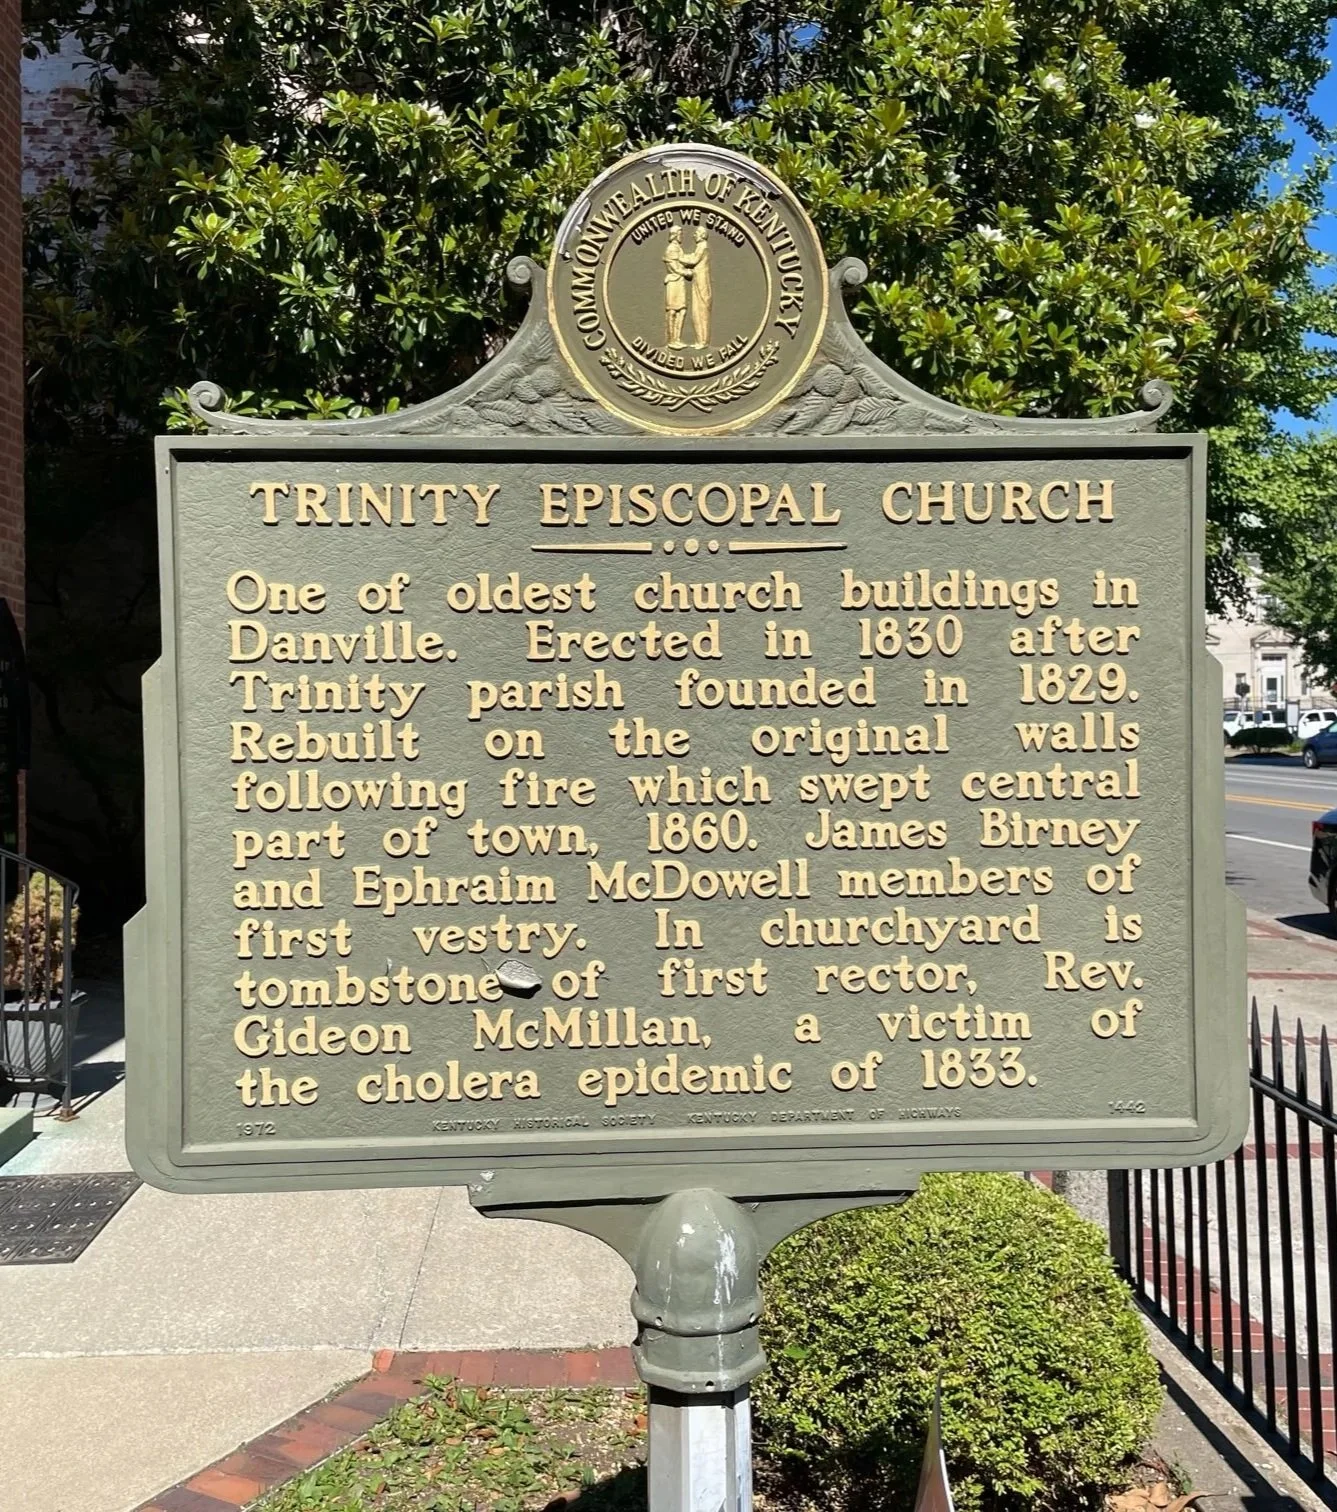 COMMONWEALTH OF KENTUCKY
UNITED WE STAND
DIVIDED WE FALL
TRINITY EPISCOPAL CHURCH
One of oldest church buildings in
Danville. Erected in 1830 after
Trinity parish founded in 1829.
Rebuilt on the original walls
following fire which swept central
part of town, 1860. James Birney
and Ephraim McDowell members of
first vestry. In churchyard is
tombstone of first rector, Rev.
Gideon McMillan, a victim of
the cholera epidemic of 1833.
1972 KENTUCKY HISTORICAL SOCIETY KENTUCKY DEPARTMENT OF HIGHWAYS 1442